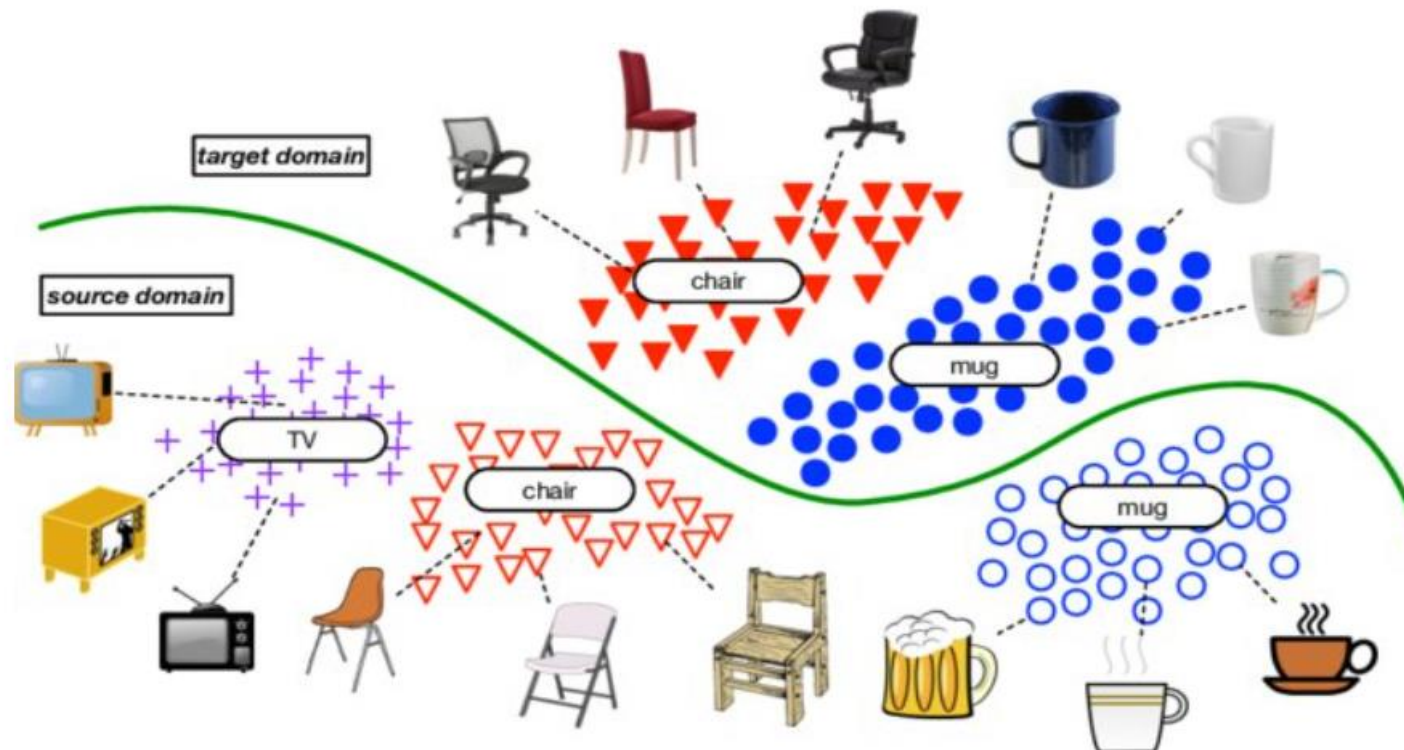 target domain
source domain
chair
mug
TV
chair
mug